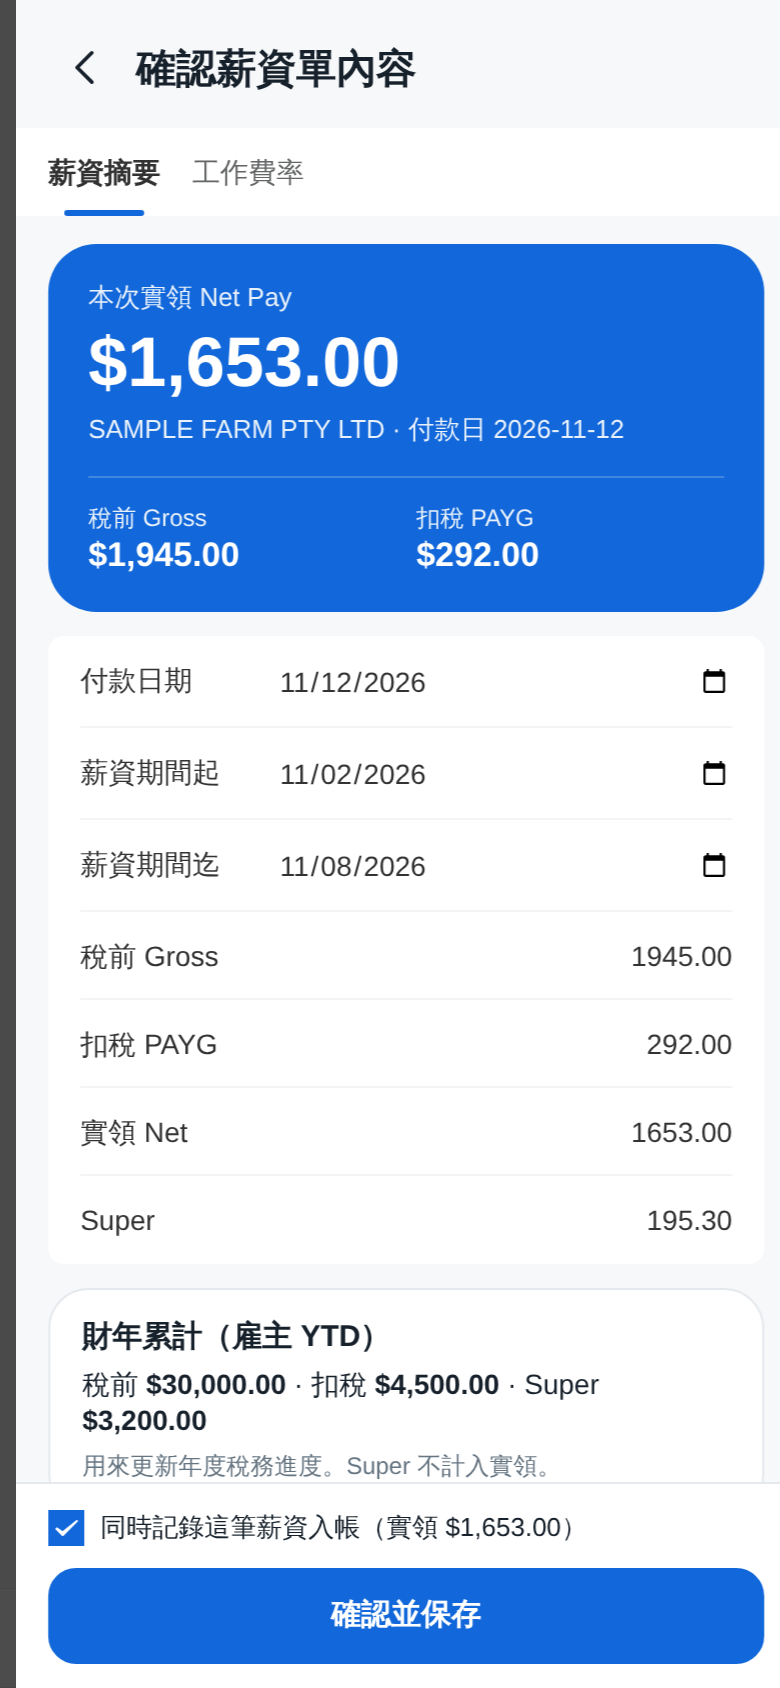 確認薪資單內容
薪資摘要 工作費率
本次實領 Net Pay
$1,653.00
SAMPLE FARM PTY LTD · 付款日 2026-11-12
稅前 Gross 扣稅 PAYG
$1,945.00 $292.00
付款日期 11/12/2026
薪資期間起 11/02/2026
薪資期間迄 11/08/2026
稅前 Gross 1945.00
扣稅 PAYG 292.00
實領 Net 1653.00
Super 195.30
財年累計（雇主 YTD）
稅前 $30,000.00 · 扣稅 $4,500.00 · Super
$3,200.00
用來更新年度稅務進度。Super 不計入實領。
同時記錄這筆薪資入帳（實領 $1,653.00）
確認並保存